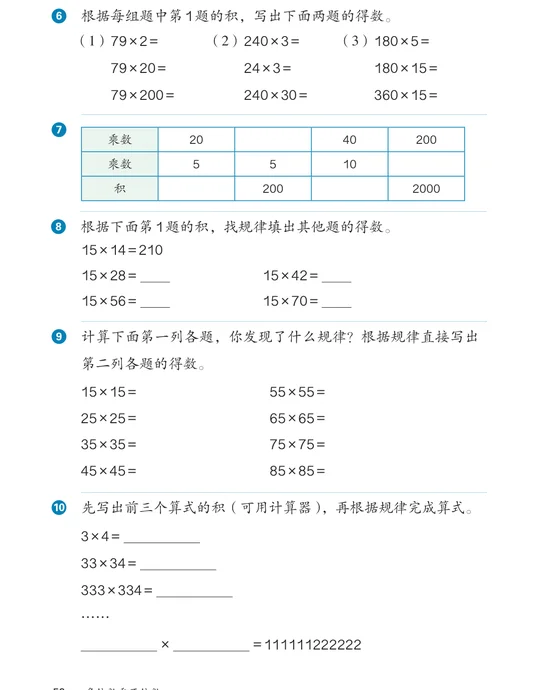 6 根据每组题中第1题的积，写出下面两题的得数。
（1）79×2= （2）240×3= （3）180×5=
79×20= 24×3= 180×15=
79×200= 240×30= 360×15=
7
乘数 20 40 200
乘数 5 5 10
积 200 2000
8 根据下面第1题的积，找规律填出其他题的得数。
15×14=210
15×28=____ 15×42=____
15×56=____ 15×70=____
9 计算下面第一列各题，你发现了什么规律？根据规律直接写出
第二列各题的得数。
15×15= 55×55=
25×25= 65×65=
35×35= 75×75=
45×45= 85×85=
10 先写出前三个算式的积（可用计算器），再根据规律完成算式。
3×4=__________
33×34=__________
333×334=__________
……
__________×__________=111111222222